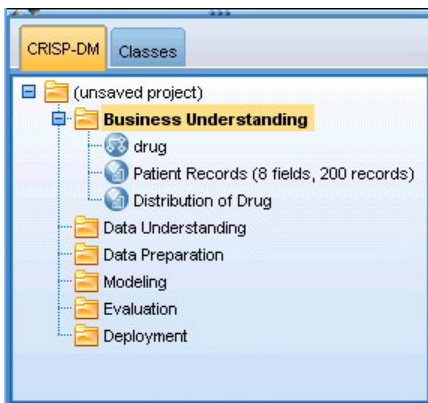 CRISP-DM
Classes
(unsaved project)
Business Understanding
drug
Patient Records (8 fields, 200 records)
Distribution of Drug
Data Understanding
Data Preparation
Modeling
Evaluation
Deployment